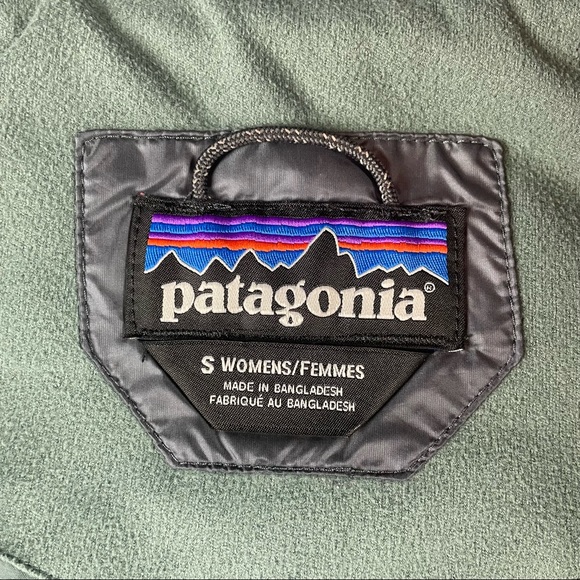 patagonia®
S WOMENS/FEMMES
MADE IN BANGLADESH
FABRIQUÉ AU BANGLADESH